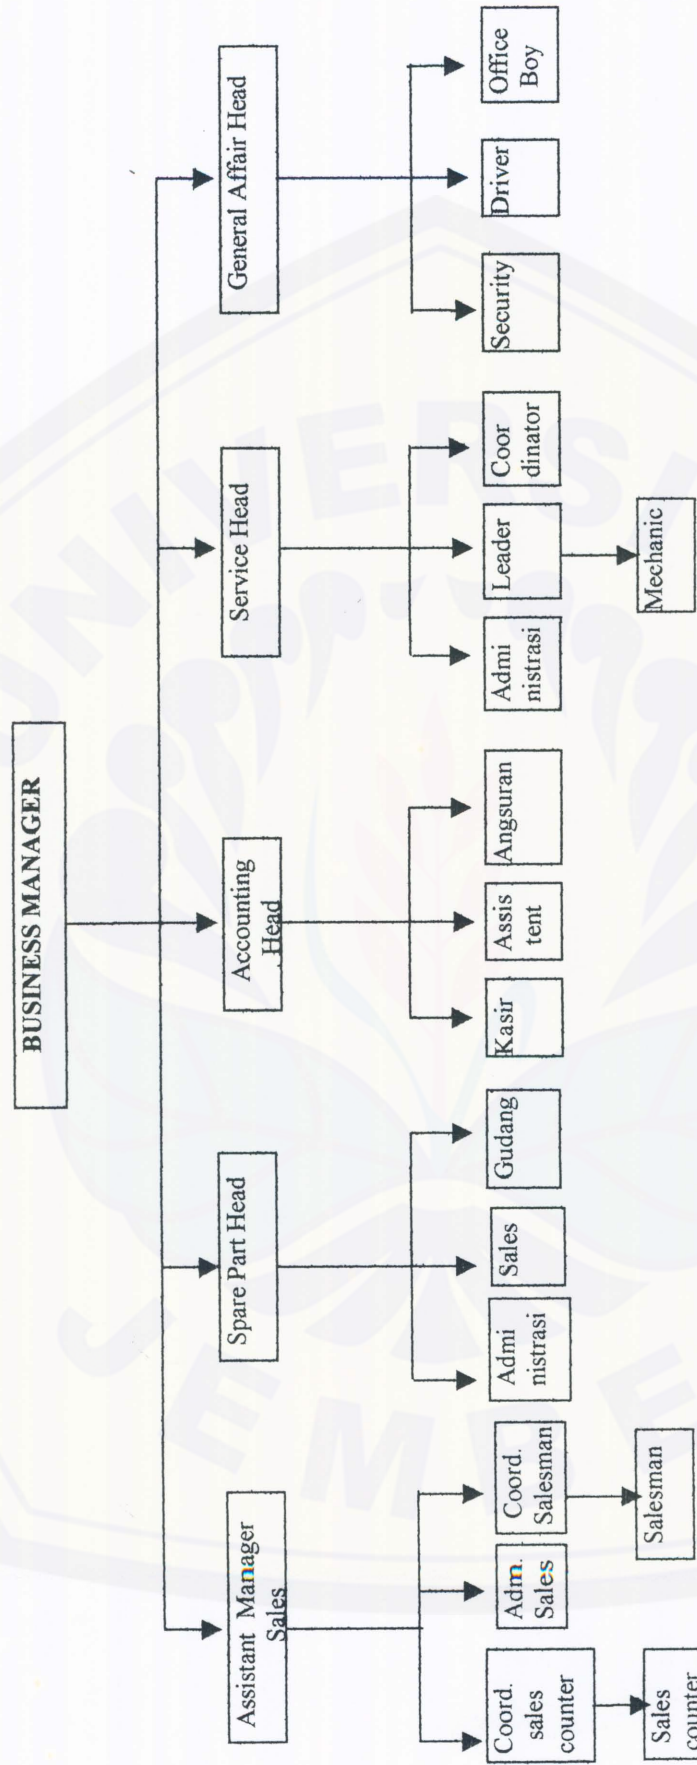 BUSINESS MANAGER
Assistant Manager
Sales
Spare Part Head
Accounting
Head
Service Head
General Affair Head
Coord.
sales
counter
Adm.
Sales
Coord.
Salesman
Admi
nistrasi
Sales
Gudang
Kasir
Assis
tent
Angsuran
Admi
nistrasi
Leader
Coor
dinator
Security
Driver
Office
Boy
Sales
counter
Salesman
Mechanic
UNIVERSI
JEMBE